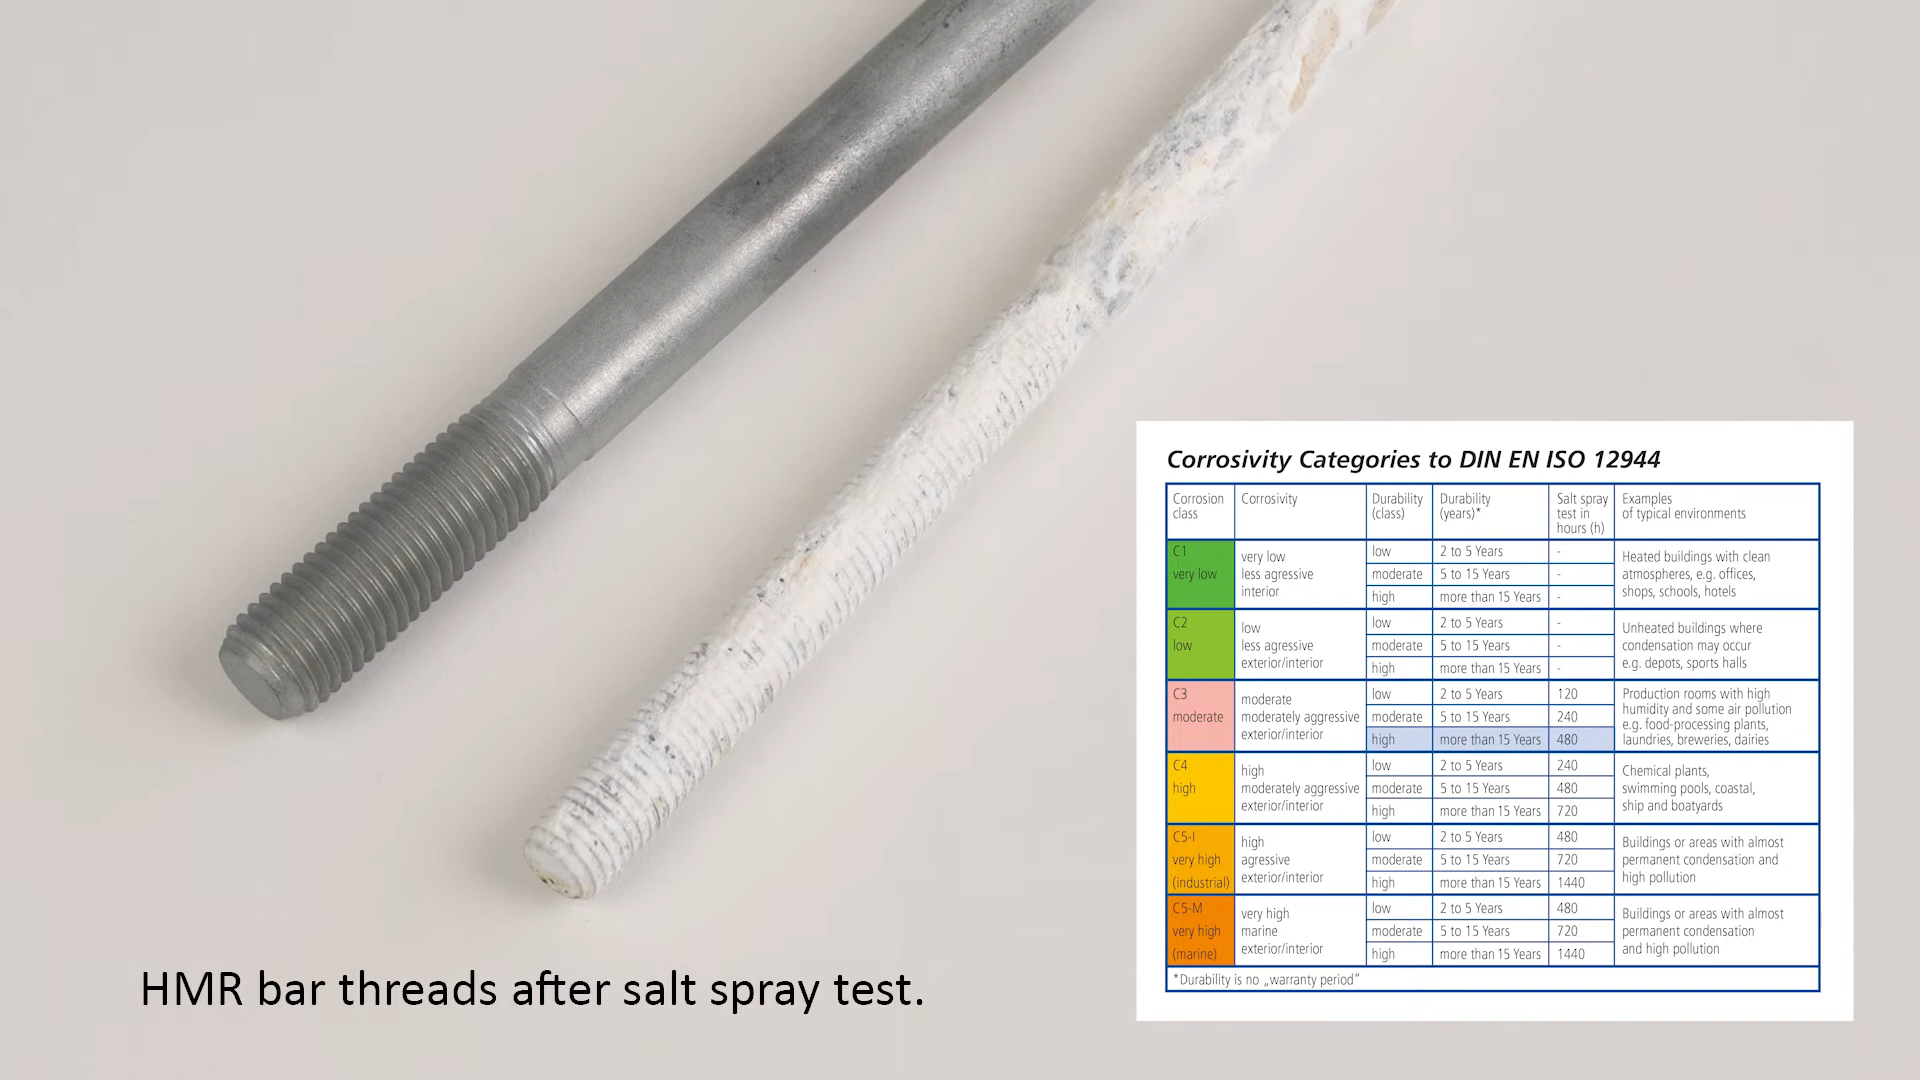 Corrosivity Categories to DIN EN ISO 12944
Corrosion class | Corrosivity | Durability (class) | Durability (years)* | Salt spray test in hours (h) | Examples of typical environments
C1 very low | very low less agressive interior | low | 2 to 5 Years | - | Heated buildings with clean atmospheres, e.g. offices, shops, schools, hotels
moderate | 5 to 15 Years | -
high | more than 15 Years | -
C2 low | low less agressive exterior/interior | low | 2 to 5 Years | - | Unheated buildings where condensation may occur e.g. depots, sports halls
moderate | 5 to 15 Years | -
high | more than 15 Years | -
C3 moderate | moderate moderately aggressive exterior/interior | low | 2 to 5 Years | 120 | Production rooms with high humidity and some air pollution e.g. food-processing plants, laundries, breweries, dairies
moderate | 5 to 15 Years | 240
high | more than 15 Years | 480
C4 high | high moderately aggressive exterior/interior | low | 2 to 5 Years | 240 | Chemical plants, swimming pools, coastal, ship and boatyards
moderate | 5 to 15 Years | 480
high | more than 15 Years | 720
C5-I very high (industrial) | high agressive exterior/interior | low | 2 to 5 Years | 480 | Buildings or areas with almost permanent condensation and high pollution
moderate | 5 to 15 Years | 720
high | more than 15 Years | 1440
C5-M very high (marine) | very high marine exterior/interior | low | 2 to 5 Years | 480 | Buildings or areas with almost permanent condensation and high pollution
moderate | 5 to 15 Years | 720
high | more than 15 Years | 1440
*Durability is no „warranty period“
HMR bar threads after salt spray test.